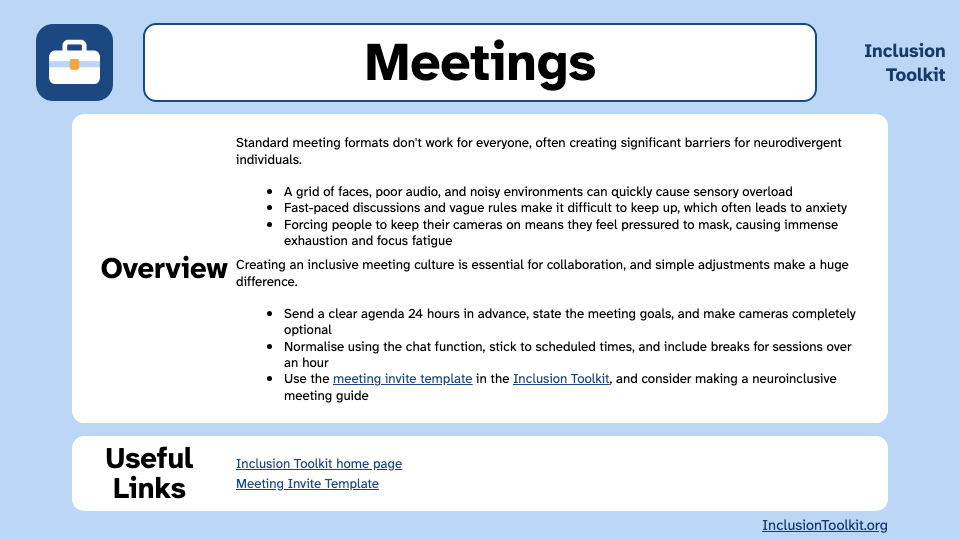 Meetings
Inclusion
Toolkit
Overview
Standard meeting formats don't work for everyone, often creating significant barriers for neurodivergent
individuals.
• A grid of faces, poor audio, and noisy environments can quickly cause sensory overload
• Fast-paced discussions and vague rules make it difficult to keep up, which often leads to anxiety
• Forcing people to keep their cameras on means they feel pressured to mask, causing immense
exhaustion and focus fatigue
Creating an inclusive meeting culture is essential for collaboration, and simple adjustments make a huge
difference.
• Send a clear agenda 24 hours in advance, state the meeting goals, and make cameras completely
optional
• Normalise using the chat function, stick to scheduled times, and include breaks for sessions over
an hour
• Use the meeting invite template in the Inclusion Toolkit, and consider making a neuroinclusive
meeting guide
Useful
Links
Inclusion Toolkit home page
Meeting Invite Template
InclusionToolkit.org